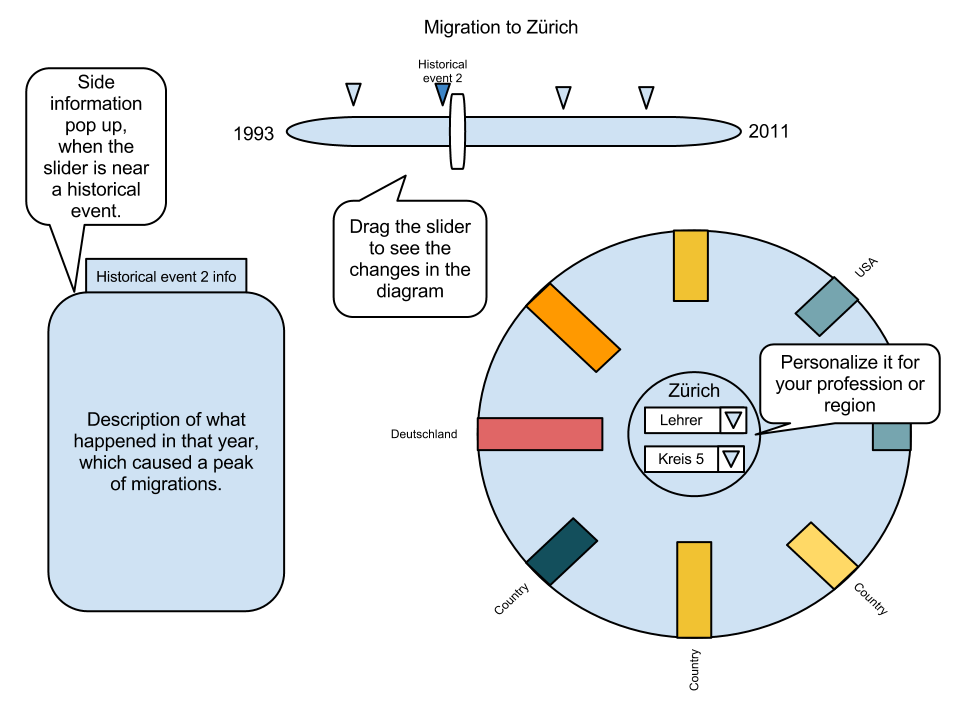 Migration to Zürich
Historical
event 2
1993
2011
Side
information
pop up,
when the
slider is near
a historical
event.
Drag the slider
to see the
changes in the
diagram
Historical event 2 info
Description of what
happened in that year,
which caused a peak
of migrations.
USA
Personalize it for
your profession or
region
Zürich
Lehrer
Kreis 5
Deutschland
Country
Country
Country